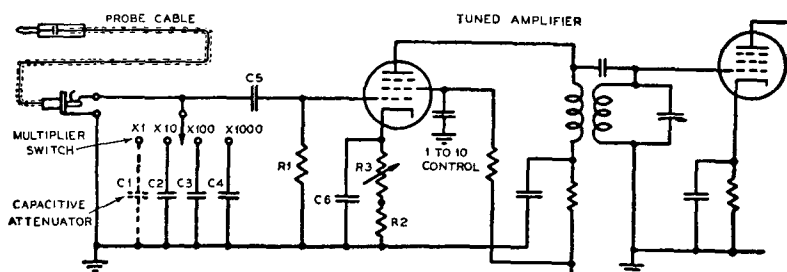 PROBE CABLE
TUNED AMPLIFIER
C5
MULTIPLIER
SWITCH
X1
X10
X100
X1000
1 TO 10
CONTROL
R1
R3
C1
C2
C3
C4
C6
CAPACITIVE
ATTENUATOR
R2